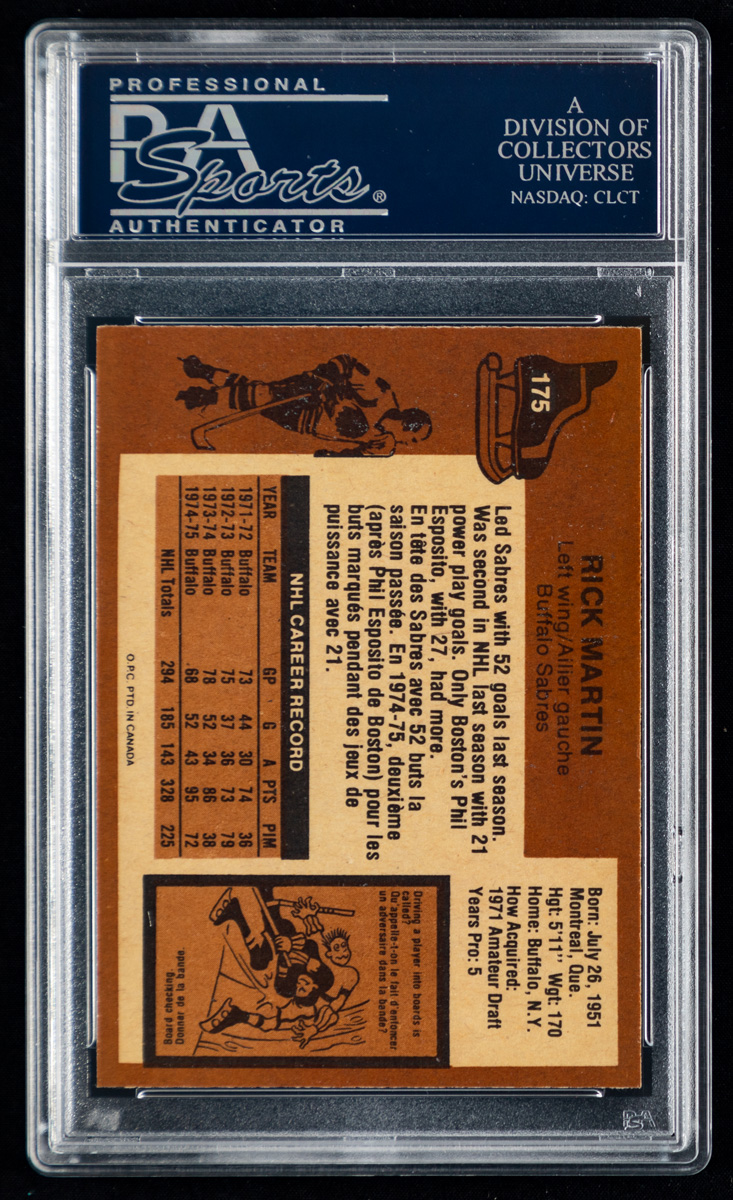 PROFESSIONAL
PSA
Sports®
AUTHENTICATOR
A
DIVISION OF
COLLECTORS
UNIVERSE
NASDAQ: CLCT
175
RICK MARTIN
Left wing/Ailier gauche
Buffalo Sabres
Born: July 26, 1951
Montreal, Que.
Hgt: 5'11" Wgt: 170
Home: Buffalo, N.Y.
How Acquired:
1971 Amateur Draft
Years Pro: 5
Led Sabres with 52 goals last season.
Was second in NHL last season with 21
power play goals. Only Boston's Phil
Esposito, with 27, had more.
En tête des Sabres avec 52 buts la
saison passée. En 1974-75, deuxième
(après Phil Esposito de Boston) pour les
buts marqués pendant des jeux de
puissance avec 21.
NHL CAREER RECORD
YEAR TEAM GP G A PTS PIM
1971-72 Buffalo 73 44 30 74 36
1972-73 Buffalo 75 37 36 73 79
1973-74 Buffalo 78 52 34 86 38
1974-75 Buffalo 68 52 43 95 72
NHL Totals 294 185 143 328 225
O.P.C. PTD. IN CANADA
Driving a player into boards is
called?
Qu'appelle-t-on le fait d'enfoncer
un adversaire dans la bande?
Board checking
Donner de la bande.
PSA